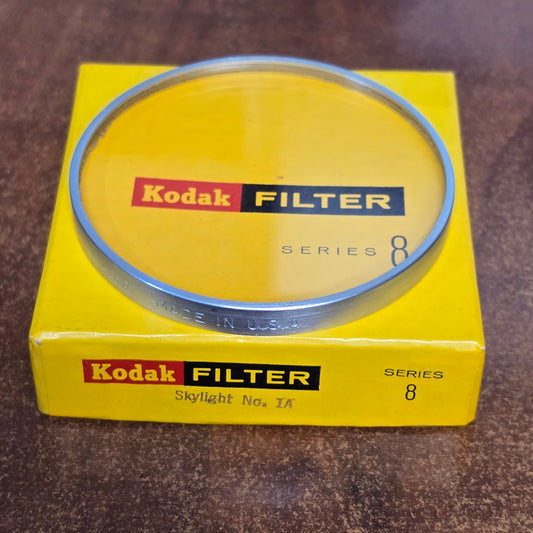 Kodak FILTER
SERIES 8
MADE IN U.S.A.
Kodak FILTER
SERIES 8
Skylight No. 1A